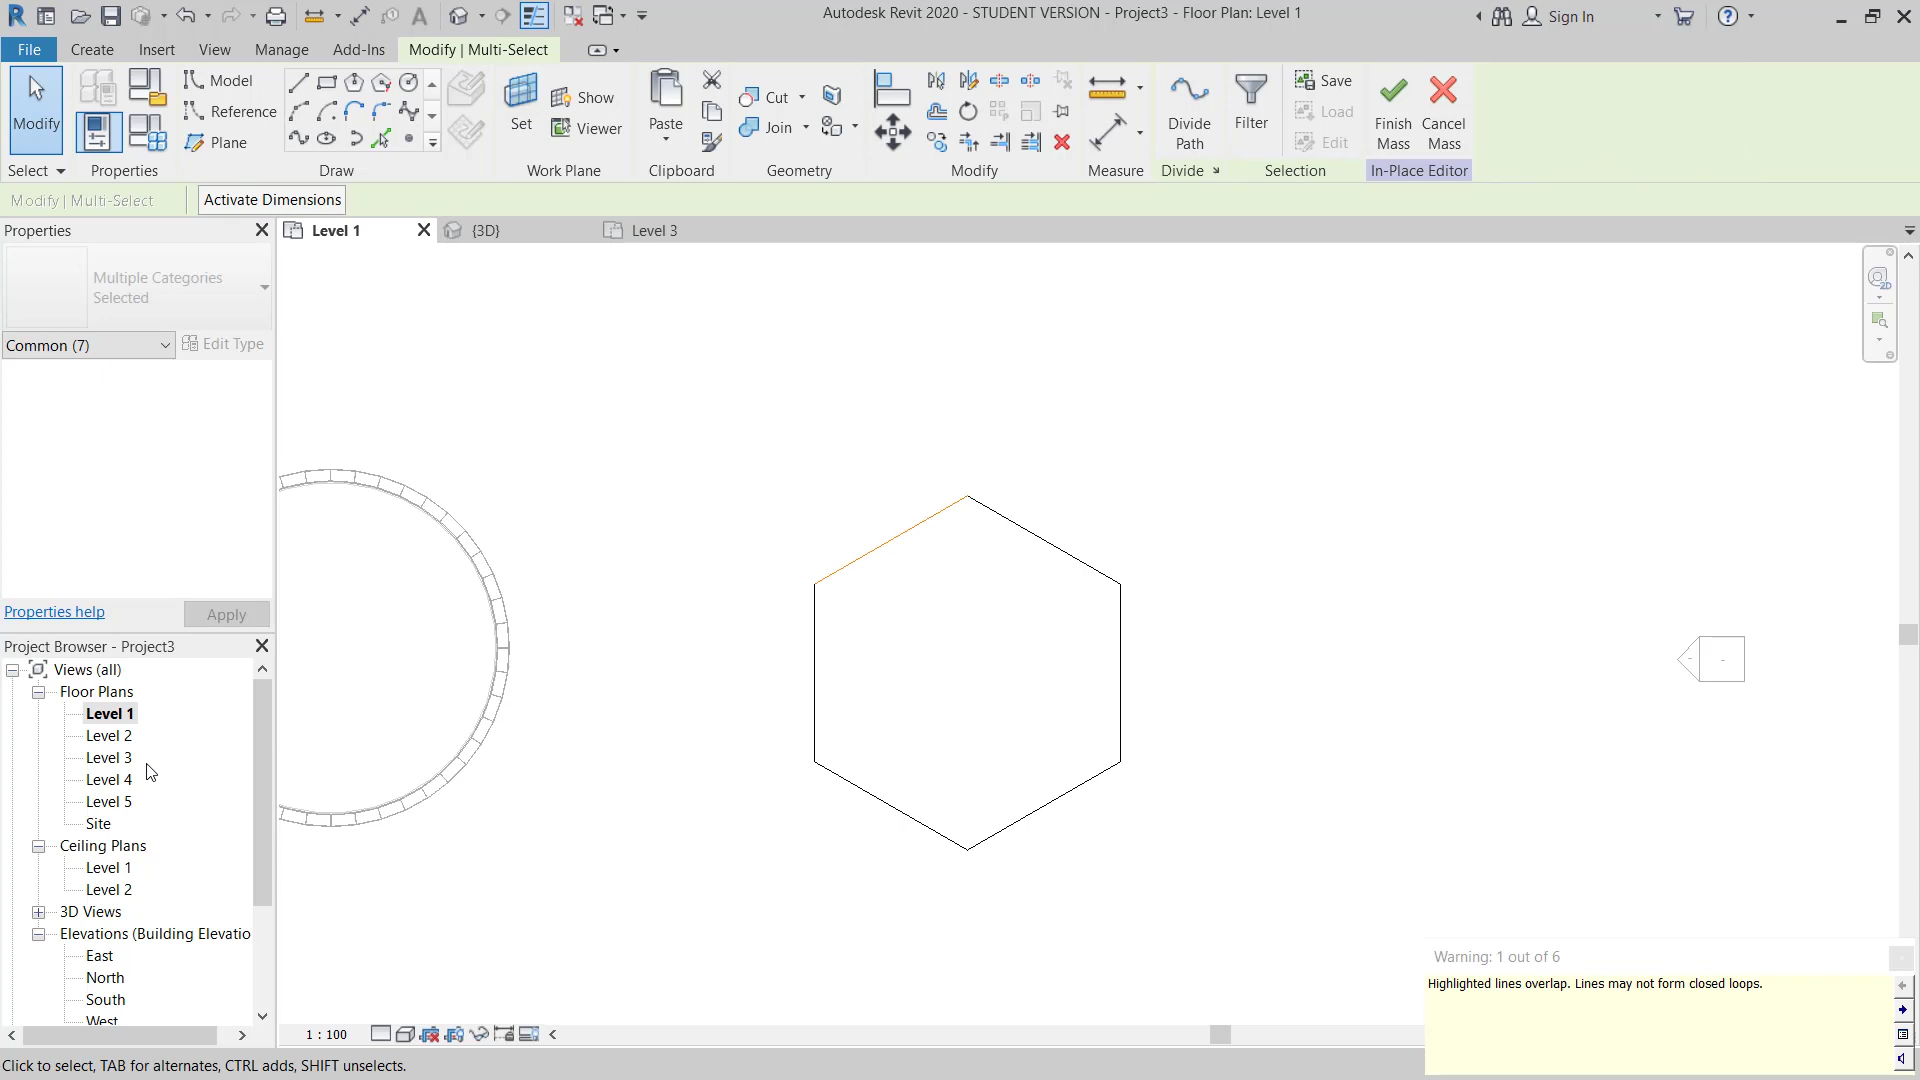 Autodesk Revit 2020 - STUDENT VERSION - Project3 - Floor Plan: Level 1
Sign In
File Create Insert View Manage Add-Ins Modify | Multi-Select
Modify
Select
Properties
Model
Reference
Plane
Draw
Set
Show
Viewer
Work Plane
Paste
Clipboard
Cut
Join
Geometry
Modify
Measure
Divide
Path
Divide
Filter
Save
Load
Edit
Selection
Finish
Mass
Cancel
Mass
In-Place Editor
Modify | Multi-Select
Activate Dimensions
Properties
Level 1
{3D}
Level 3
Multiple Categories
Selected
Common (7)
Edit Type
2D
Properties help
Apply
Project Browser - Project3
Views (all)
Floor Plans
Level 1
Level 2
Level 3
Level 4
Level 5
Site
Ceiling Plans
Level 1
Level 2
3D Views
Elevations (Building Elevatio
East
North
South
West
1 : 100
Warning: 1 out of 6
Highlighted lines overlap. Lines may not form closed loops.
Click to select, TAB for alternates, CTRL adds, SHIFT unselects.